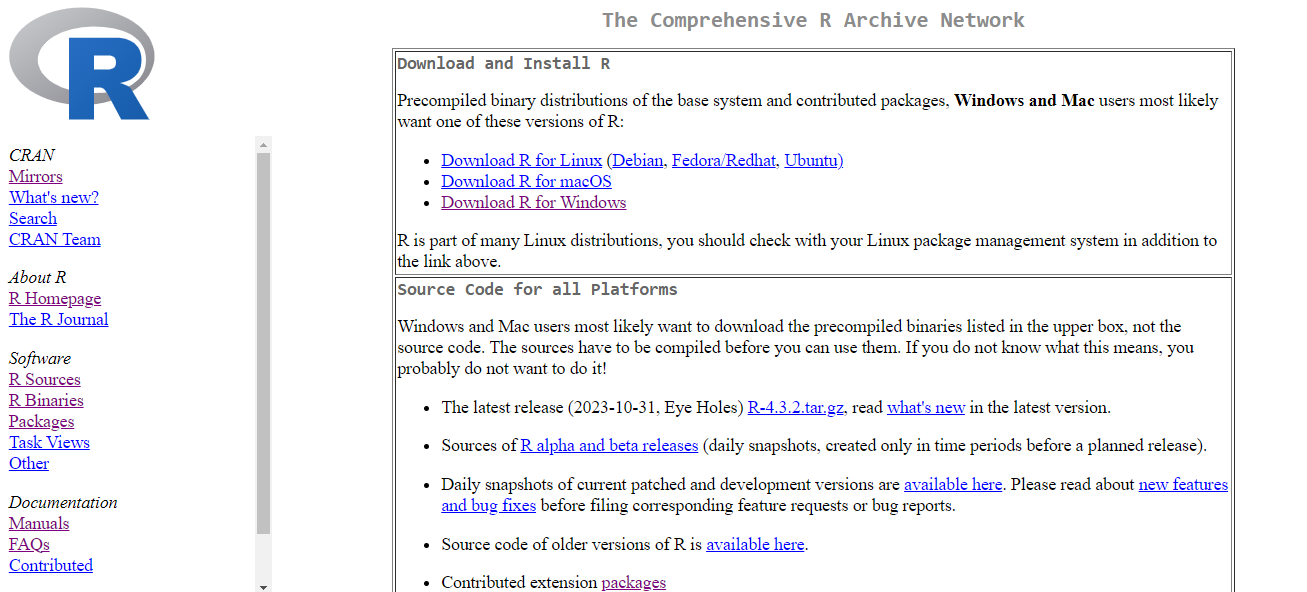 R
CRAN
Mirrors
What's new?
Search
CRAN Team
About R
R Homepage
The R Journal
Software
R Sources
R Binaries
Packages
Task Views
Other
Documentation
Manuals
FAQs
Contributed
The Comprehensive R Archive Network
Download and Install R
Precompiled binary distributions of the base system and contributed packages, Windows and Mac users most likely
want one of these versions of R:
• Download R for Linux (Debian, Fedora/Redhat, Ubuntu)
• Download R for macOS
• Download R for Windows
R is part of many Linux distributions, you should check with your Linux package management system in addition to
the link above.
Source Code for all Platforms
Windows and Mac users most likely want to download the precompiled binaries listed in the upper box, not the
source code. The sources have to be compiled before you can use them. If you do not know what this means, you
probably do not want to do it!
• The latest release (2023-10-31, Eye Holes) R-4.3.2.tar.gz, read what's new in the latest version.
• Sources of R alpha and beta releases (daily snapshots, created only in time periods before a planned release).
• Daily snapshots of current patched and development versions are available here. Please read about new features
and bug fixes before filing corresponding feature requests or bug reports.
• Source code of older versions of R is available here.
• Contributed extension packages